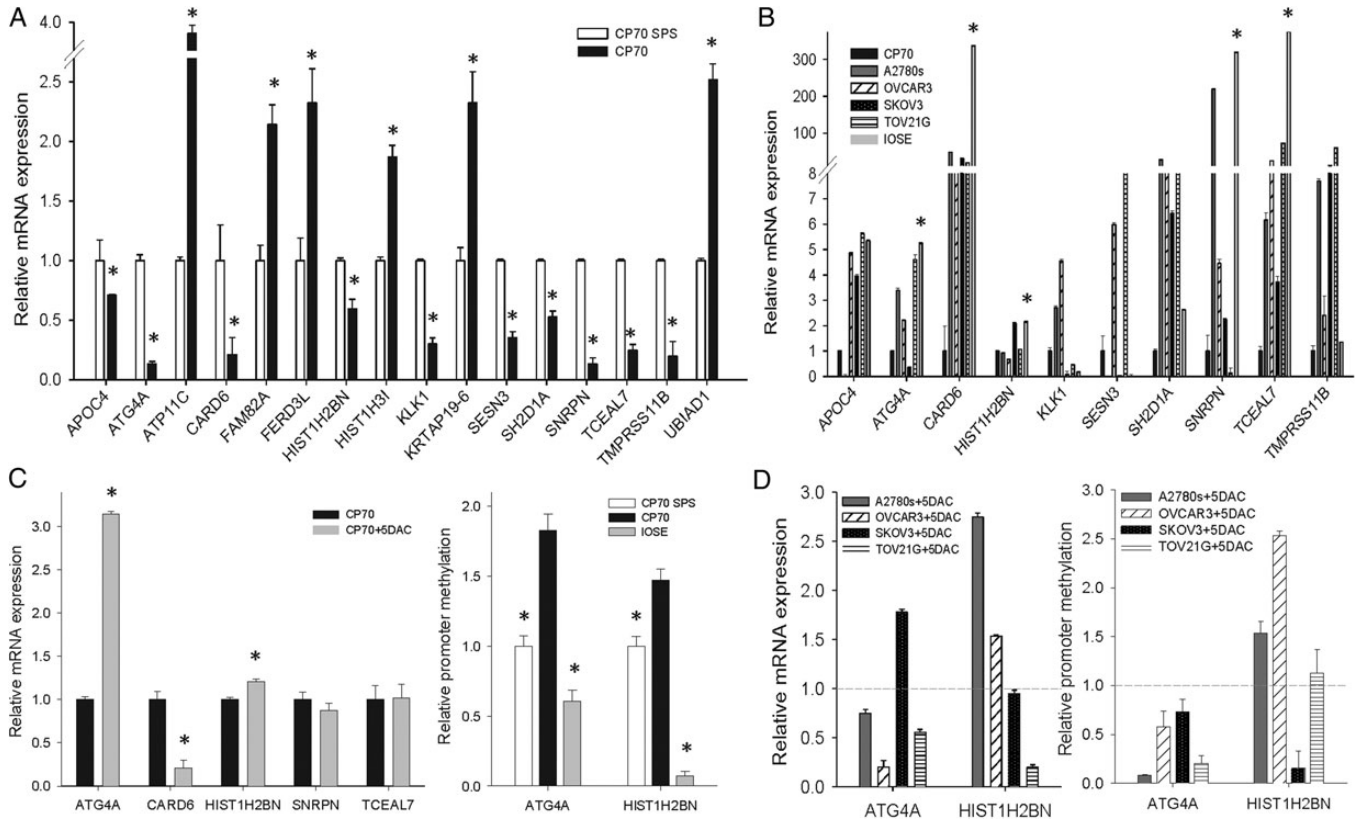 A
Relative mRNA expression
4.0
2.5
2.0
1.5
1.0
0.5
0.0
CP70 SPS
CP70
* * * * * * * * * * * * * * * *
APOC4 ATG4A ATP11C CARD6 FAM82A FERD3L HIST1H2BN HIST1H3I KLK1 KRTAP19-6 SESN3 SH2D1A SNRPN TCEAL7 TMPRSS11B UBIAD1
B
Relative mRNA expression
300
200
100
8
6
5
4
3
2
1
0
CP70
A2780s
OVCAR3
SKOV3
TOV21G
IOSE
* * * * *
APOC4 ATG4A CARD6 HIST1H2BN KLK1 SESN3 SH2D1A SNRPN TCEAL7 TMPRSS11B
C
Relative mRNA expression
3.0
2.5
2.0
1.5
1.0
0.5
0.0
CP70
CP70+5DAC
* * *
ATG4A CARD6 HIST1H2BN SNRPN TCEAL7
Relative promoter methylation
2.0
1.5
1.0
0.5
0.0
CP70 SPS
CP70
IOSE
* * * *
ATG4A HIST1H2BN
D
Relative mRNA expression
3.0
2.5
2.0
1.5
1.0
0.5
0.0
A2780s+5DAC
OVCAR3+5DAC
SKOV3+5DAC
TOV21G+5DAC
ATG4A HIST1H2BN
Relative promoter methylation
3.0
2.5
2.0
1.5
1.0
0.5
0.0
A2780s+5DAC
OVCAR3+5DAC
SKOV3+5DAC
TOV21G+5DAC
ATG4A HIST1H2BN